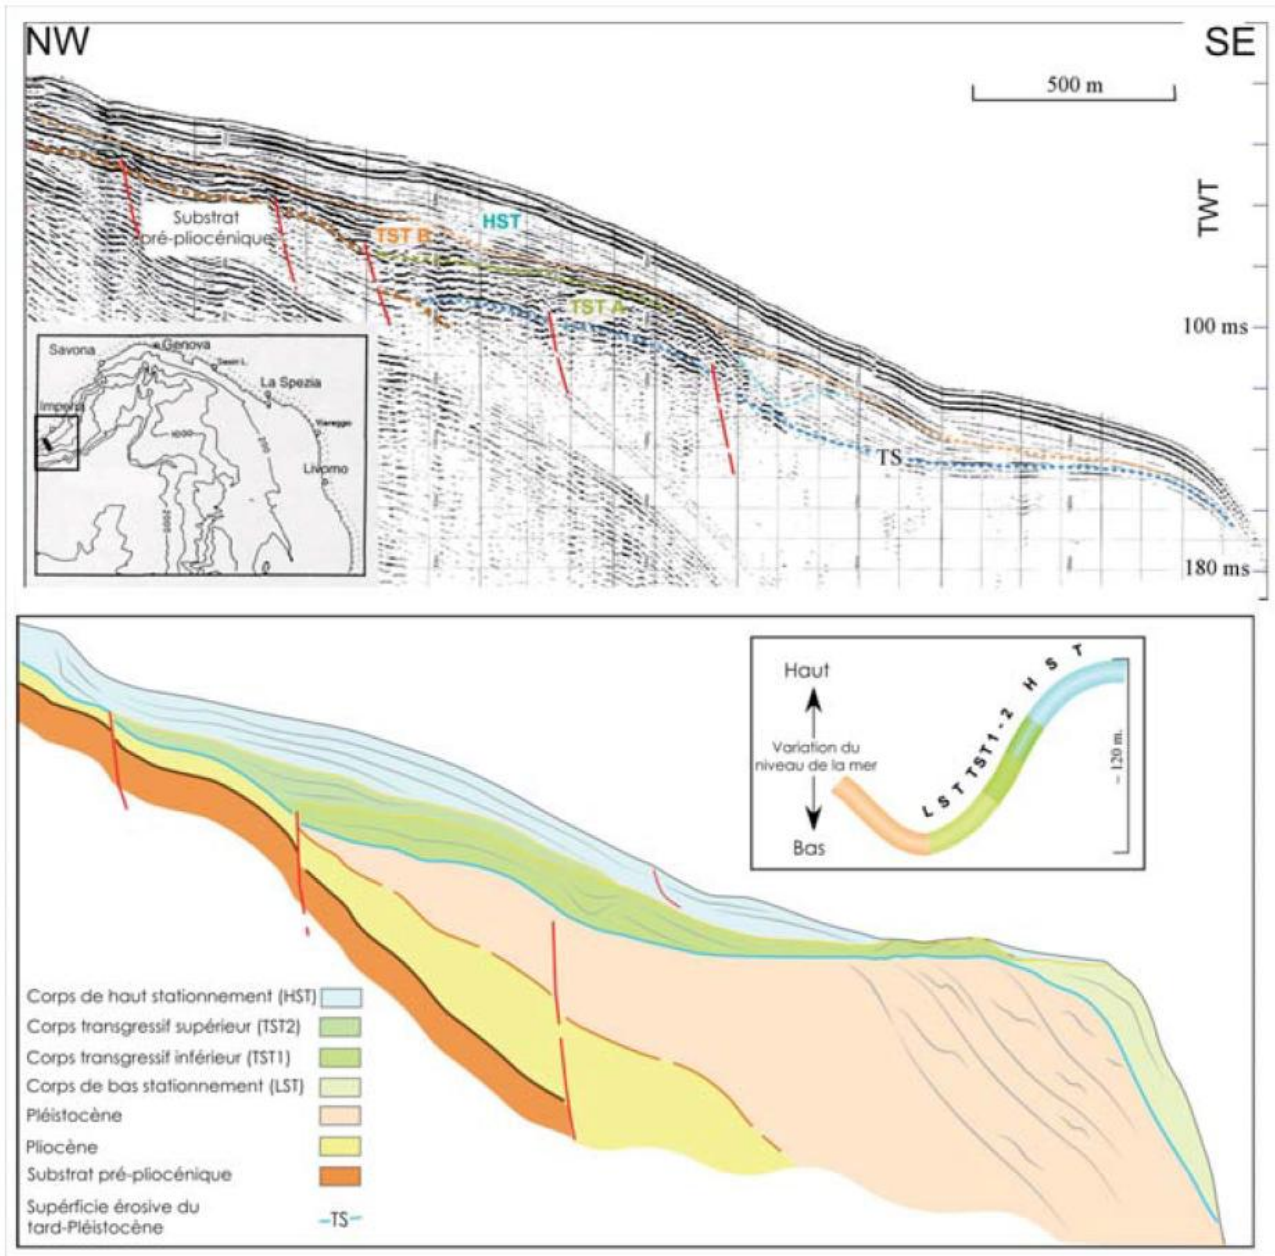 NW
SE
500 m
TWT
HST
Substrat
pré-pliocénique
TST B
TST A
100 ms
TS
180 ms
Savona
Genova
La Spezia
Imperia
Viareggio
Livorno
200
1000
2000
Haut
H S T
Variation du
niveau de la mer
L S T TST1-2
~120 m.
Bas
Corps de haut stationnement (HST)
Corps transgressif supérieur (TST2)
Corps transgressif inférieur (TST1)
Corps de bas stationnement (LST)
Pléistocène
Pliocène
Substrat pré-pliocénique
Supérficie érosive du
tard-Pléistocène
TS